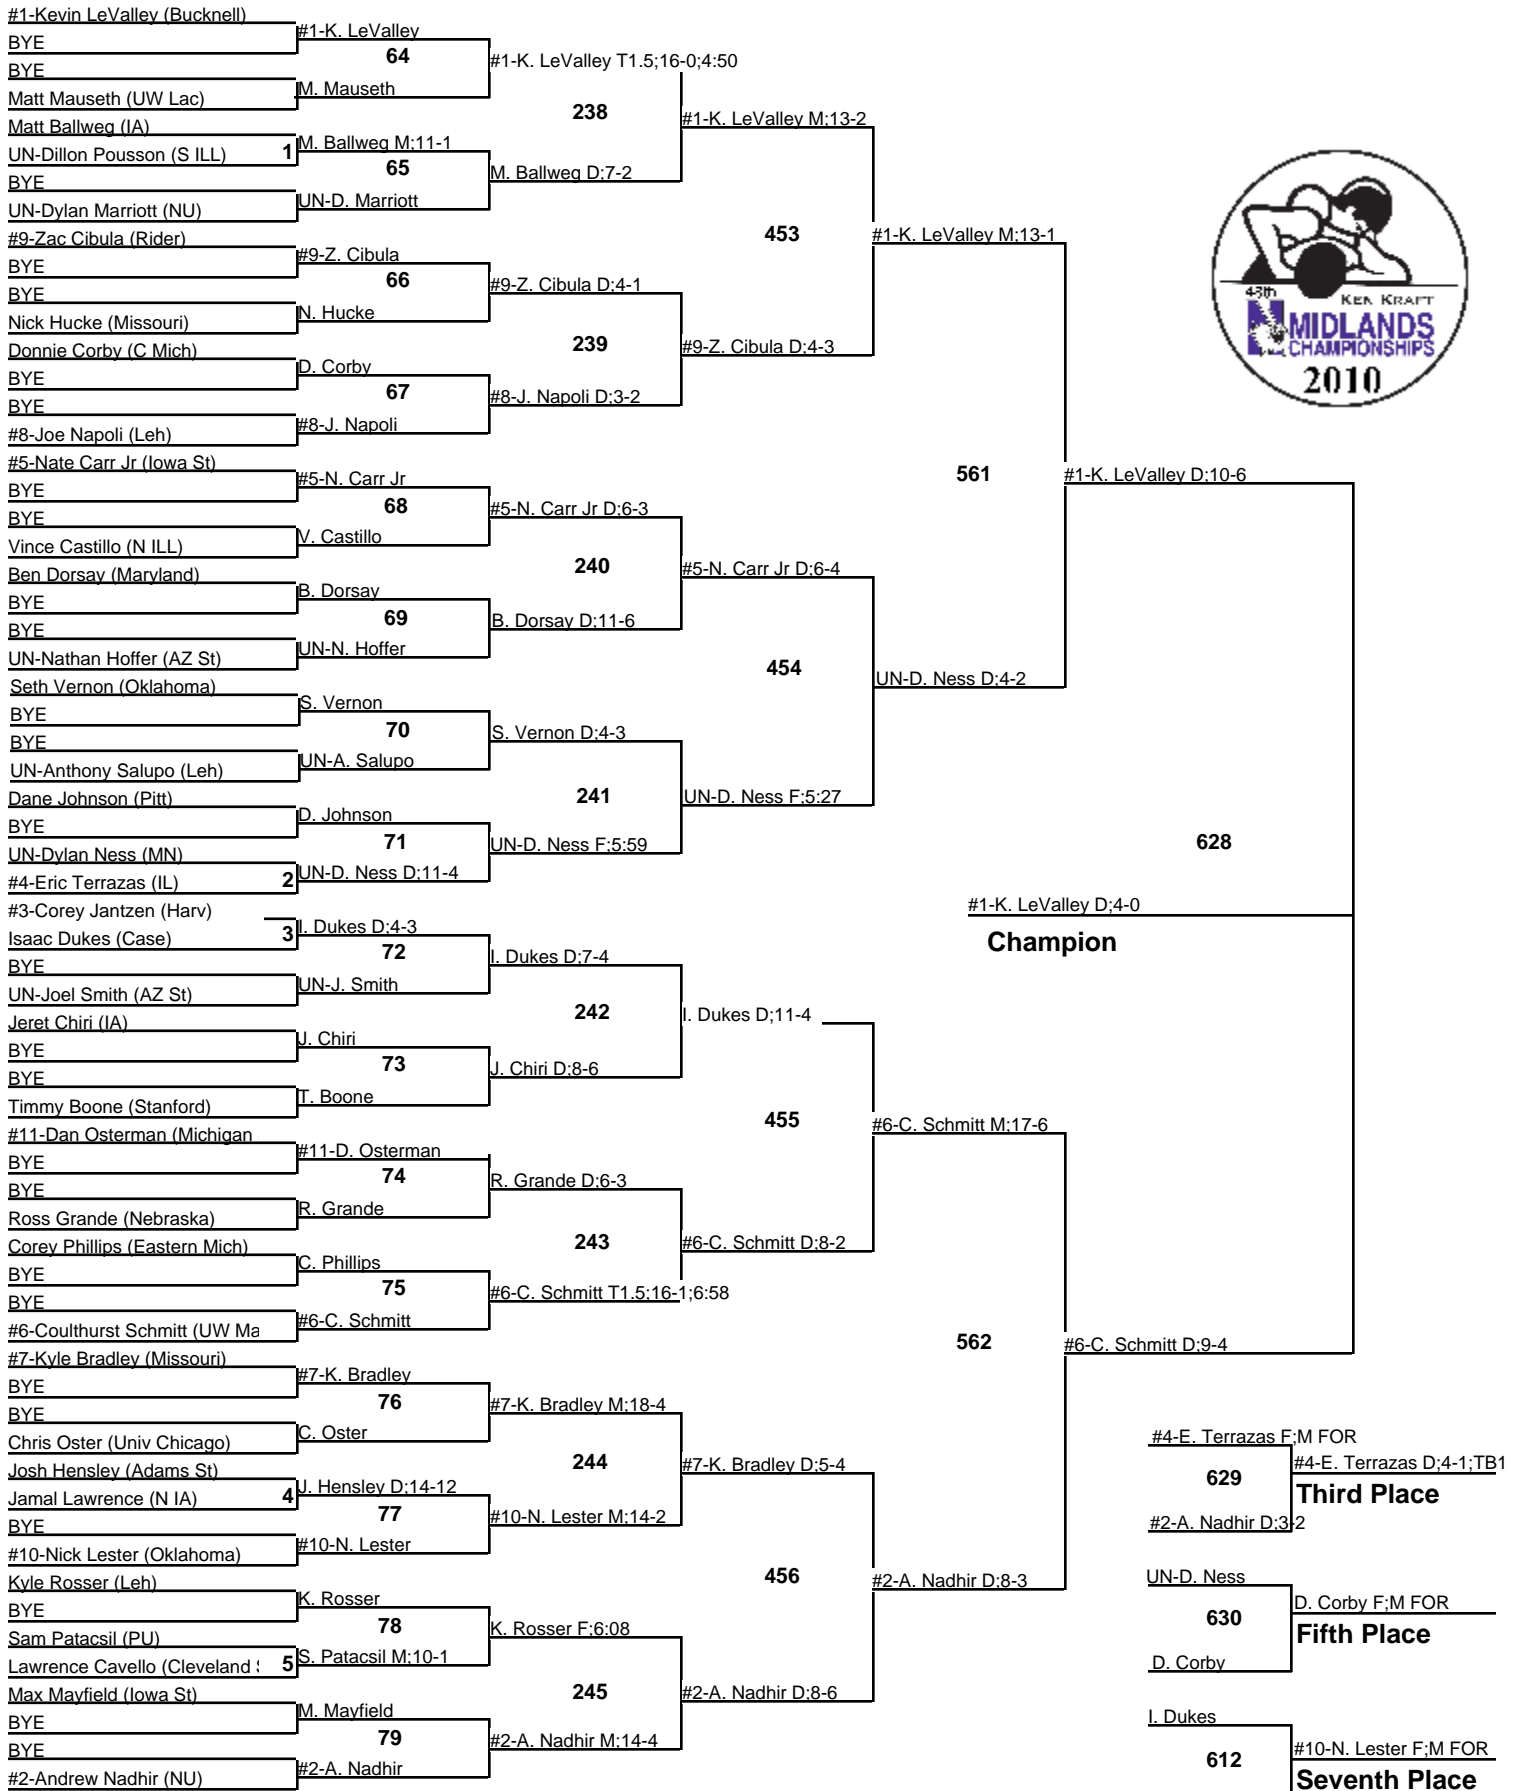 #1-Kevin LeValley (Bucknell)
BYE
BYE
Matt Mauseth (UW Lac)
Matt Ballweg (IA)
UN-Dillon Pousson (S ILL)
1
BYE
UN-Dylan Marriott (NU)
#9-Zac Cibula (Rider)
BYE
BYE
Nick Hucke (Missouri)
Donnie Corby (C Mich)
BYE
BYE
#8-Joe Napoli (Leh)
#5-Nate Carr Jr (Iowa St)
BYE
BYE
Vince Castillo (N ILL)
Ben Dorsay (Maryland)
BYE
BYE
UN-Nathan Hoffer (AZ St)
Seth Vernon (Oklahoma)
BYE
BYE
UN-Anthony Salupo (Leh)
Dane Johnson (Pitt)
BYE
UN-Dylan Ness (MN)
#4-Eric Terrazas (IL)
2
#3-Corey Jantzen (Harv)
Isaac Dukes (Case)
3
BYE
UN-Joel Smith (AZ St)
Jeret Chiri (IA)
BYE
BYE
Timmy Boone (Stanford)
#11-Dan Osterman (Michigan
BYE
BYE
Ross Grande (Nebraska)
Corey Phillips (Eastern Mich)
BYE
BYE
#6-Coulthurst Schmitt (UW Ma
#7-Kyle Bradley (Missouri)
BYE
BYE
Chris Oster (Univ Chicago)
Josh Hensley (Adams St)
Jamal Lawrence (N IA)
4
BYE
#10-Nick Lester (Oklahoma)
Kyle Rosser (Leh)
BYE
Sam Patacsil (PU)
Lawrence Cavello (Cleveland
5
Max Mayfield (Iowa St)
BYE
BYE
#2-Andrew Nadhir (NU)
#1-K. LeValley
64
M. Mauseth
M. Ballweg M;11-1
65
UN-D. Marriott
#9-Z. Cibula
66
N. Hucke
D. Corby
67
#8-J. Napoli
#5-N. Carr Jr
68
V. Castillo
B. Dorsay
69
UN-N. Hoffer
S. Vernon
70
UN-A. Salupo
D. Johnson
71
UN-D. Ness D;11-4
I. Dukes D;4-3
72
UN-J. Smith
J. Chiri
73
T. Boone
#11-D. Osterman
74
R. Grande
C. Phillips
75
#6-C. Schmitt
#7-K. Bradley
76
C. Oster
J. Hensley D;14-12
77
#10-N. Lester
K. Rosser
78
S. Patacsil M;10-1
M. Mayfield
79
#2-A. Nadhir
#1-K. LeValley T1.5;16-0;4:50
238
M. Ballweg D;7-2
#9-Z. Cibula D;4-1
239
#8-J. Napoli D;3-2
#5-N. Carr Jr D;6-3
240
B. Dorsay D;11-6
S. Vernon D;4-3
241
UN-D. Ness F;5:59
I. Dukes D;7-4
242
J. Chiri D;8-6
R. Grande D;6-3
243
#6-C. Schmitt T1.5;16-1;6:58
#7-K. Bradley M;18-4
244
#10-N. Lester M;14-2
K. Rosser F;6:08
245
#2-A. Nadhir M;14-4
#1-K. LeValley M;13-2
453
#9-Z. Cibula D;4-3
#5-N. Carr Jr D;6-4
454
UN-D. Ness F;5:27
I. Dukes D;11-4
455
#6-C. Schmitt D;8-2
#7-K. Bradley D;5-4
456
#2-A. Nadhir D;8-6
#1-K. LeValley M;13-1
561
UN-D. Ness D;4-2
#6-C. Schmitt M;17-6
562
#2-A. Nadhir D;8-3
#1-K. LeValley D;10-6
628
#6-C. Schmitt D;9-4
#1-K. LeValley D;4-0
Champion
48th
KEN KRAFT
N
MIDLANDS
CHAMPIONSHIPS
2010
#4-E. Terrazas F;M FOR
629
#2-A. Nadhir D;3-2
#4-E. Terrazas D;4-1;TB1
Third Place
UN-D. Ness
630
D. Corby
D. Corby F;M FOR
Fifth Place
I. Dukes
612
#10-N. Lester F;M FOR
Seventh Place